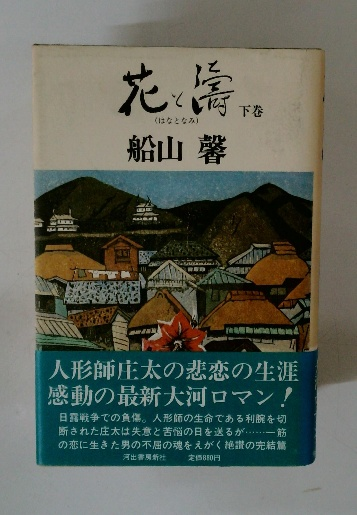 花と濤 下巻
(はなとなみ)
船山 馨
人形師庄太の悲恋の生涯
感動の最新大河ロマン!
日露戦争での負傷。人形師の生命である利腕を切
断された庄太は失意と苦悩の日を送るが……一筋
の恋に生きた男の不屈の魂をえがく絶讃の完結篇
河出書房新社 定価880円